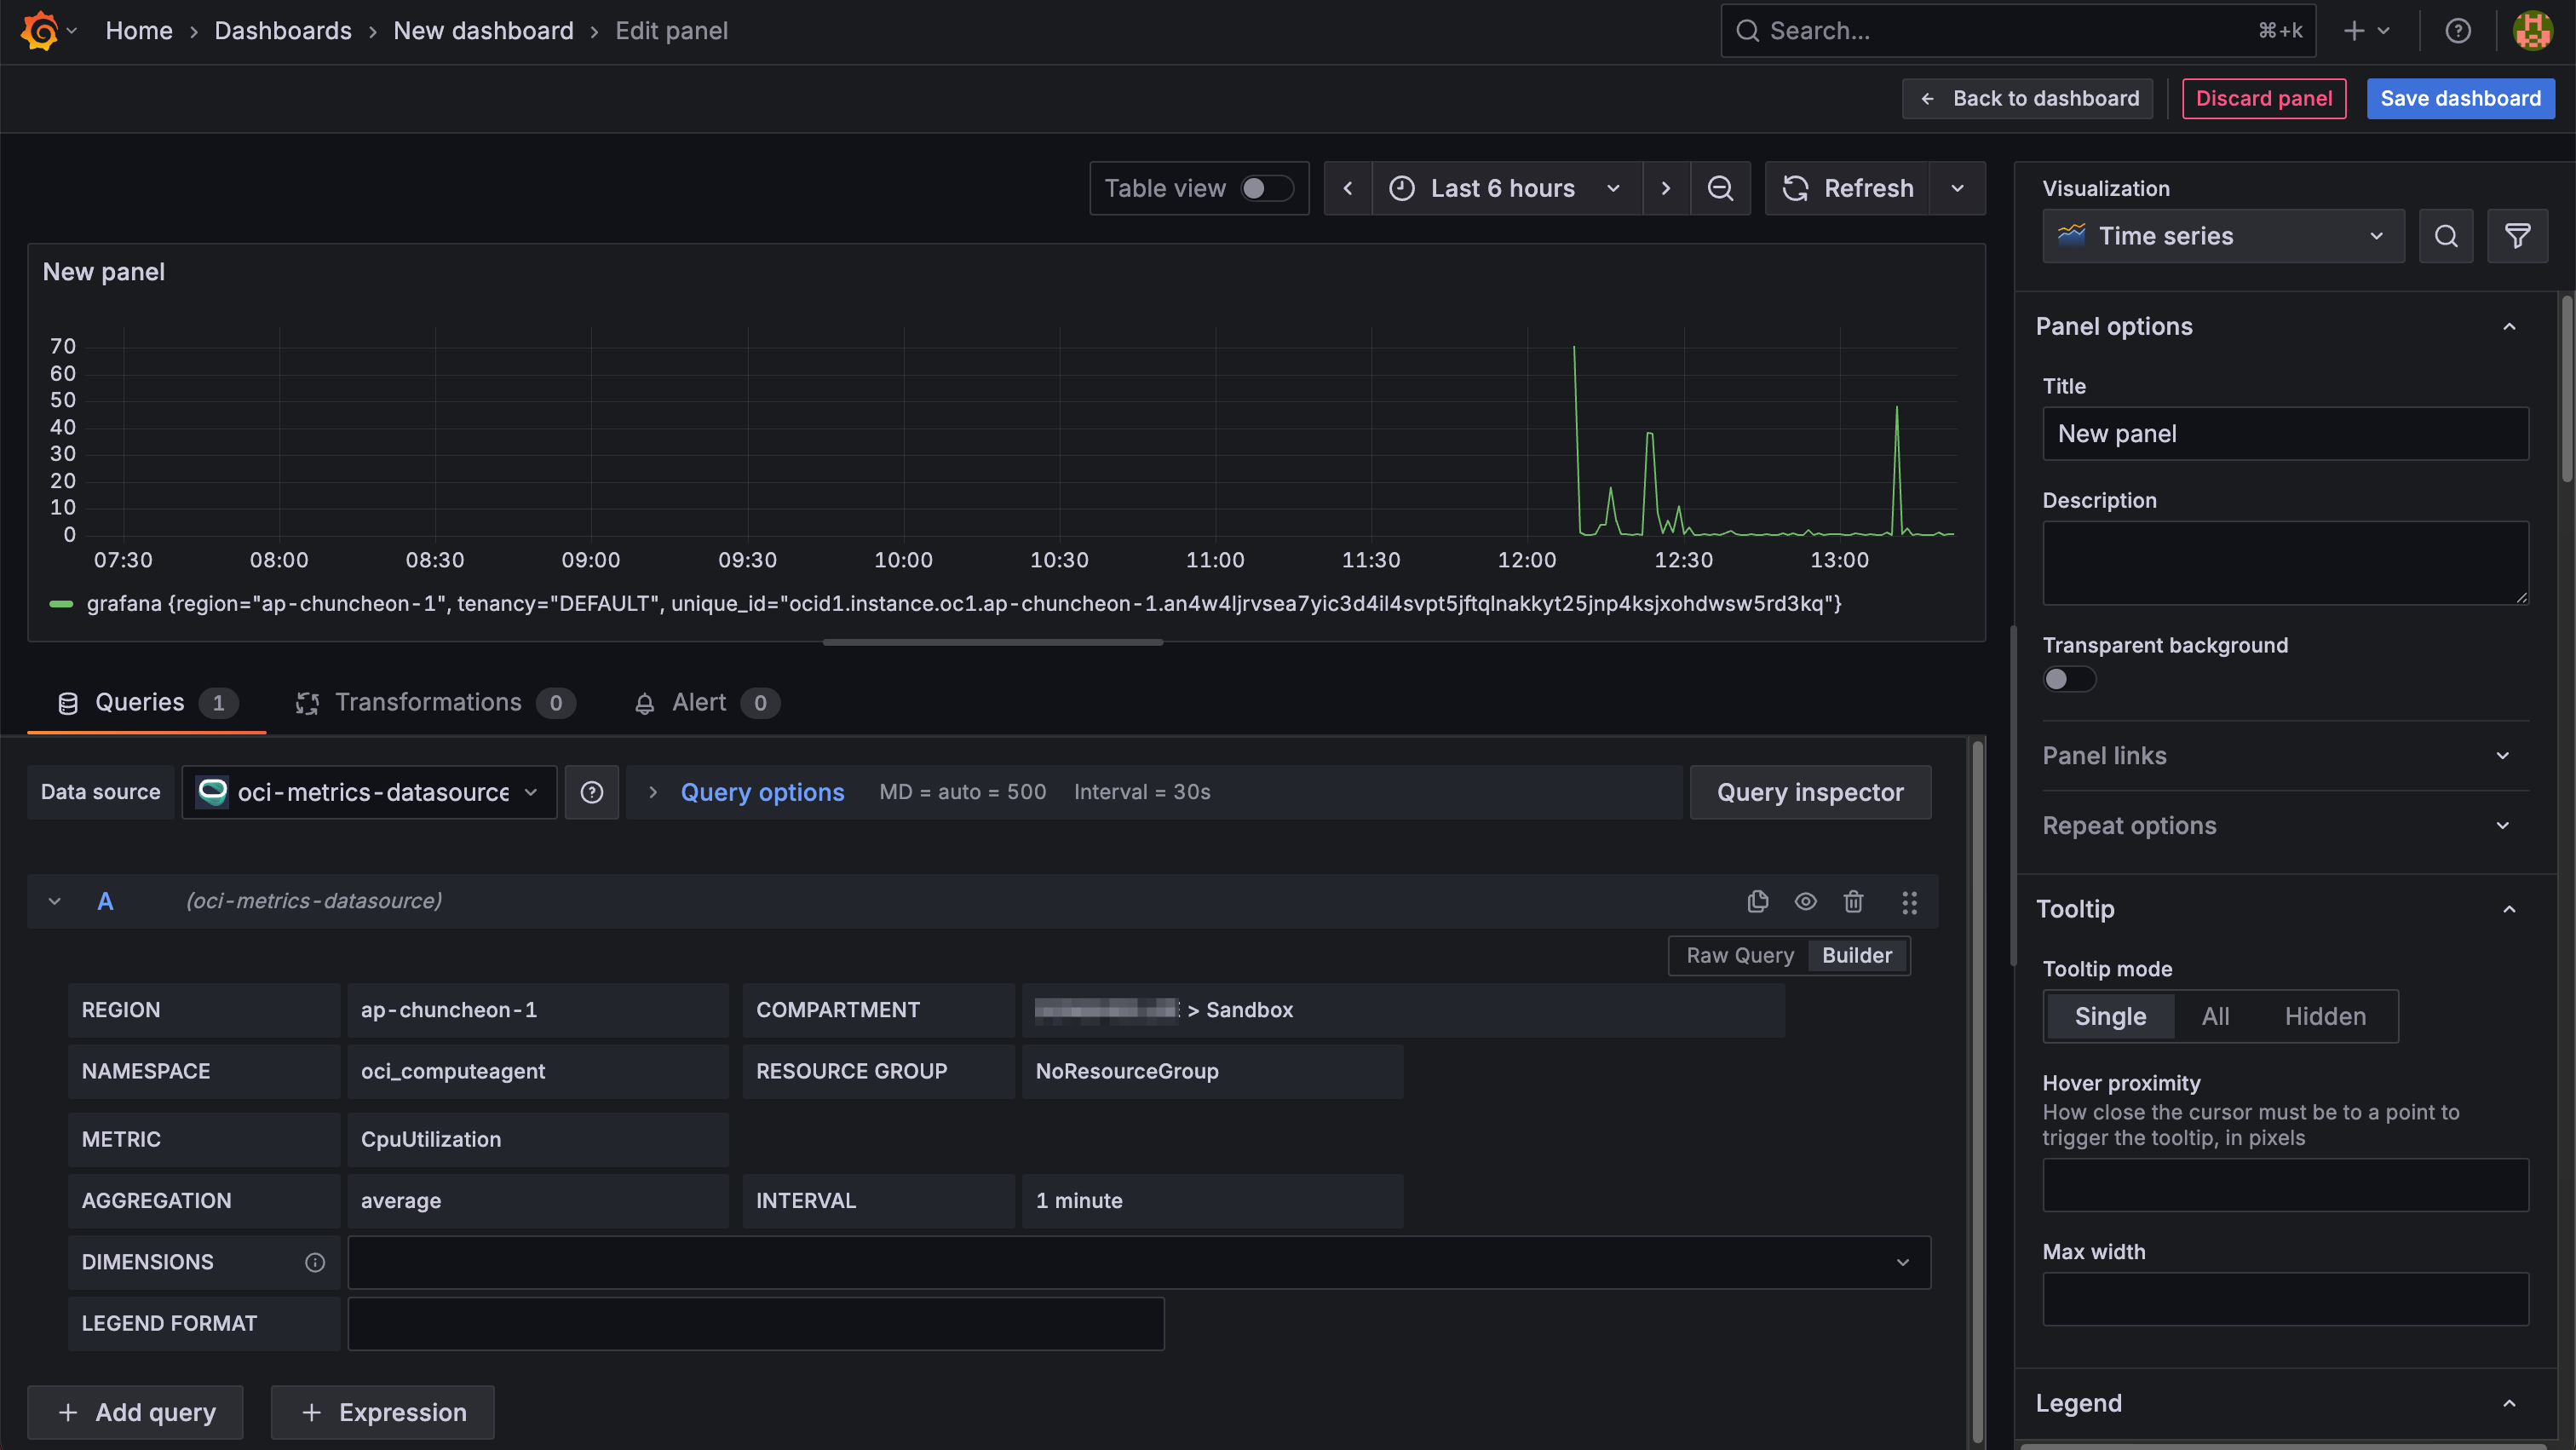 Home › Dashboards › New dashboard › Edit panel
Search... ⌘+k
Back to dashboard
Discard panel
Save dashboard
Table view
Last 6 hours
Refresh
New panel
70
60
50
40
30
20
10
0
07:30 08:00 08:30 09:00 09:30 10:00 10:30 11:00 11:30 12:00 12:30 13:00
grafana {region="ap-chuncheon-1", tenancy="DEFAULT", unique_id="ocid1.instance.oc1.ap-chuncheon-1.an4w4ljrvsea7yic3d4il4svpt5jftqlnakkyt25jnp4ksjxohdwsw5rd3kq"}
Queries 1
Transformations 0
Alert 0
Data source
oci-metrics-datasource
Query options MD = auto = 500 Interval = 30s
Query inspector
A (oci-metrics-datasource)
Raw Query Builder
REGION ap-chuncheon-1 COMPARTMENT > Sandbox
NAMESPACE oci_computeagent RESOURCE GROUP NoResourceGroup
METRIC CpuUtilization
AGGREGATION average INTERVAL 1 minute
DIMENSIONS
LEGEND FORMAT
+ Add query
+ Expression
Visualization
Time series
Panel options
Title
New panel
Description
Transparent background
Panel links
Repeat options
Tooltip
Tooltip mode
Single All Hidden
Hover proximity
How close the cursor must be to a point to
trigger the tooltip, in pixels
Max width
Legend